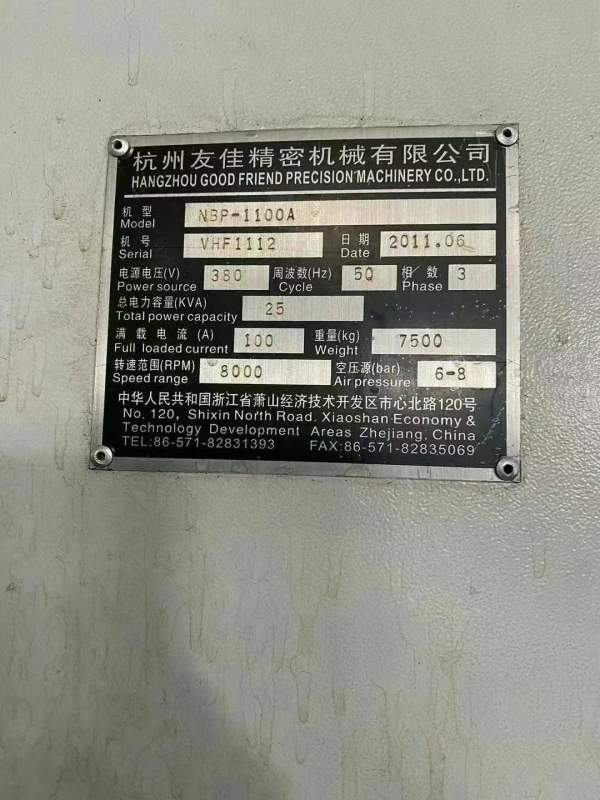 杭州友佳精密机械有限公司
HANGZHOU GOOD FRIEND PRECISION MACHINERY CO.,LTD.
机型 Model NBP-1100A
机号 Serial VHF1112 日期 Date 2011.06
电源电压(V) Power source 380 周波数(Hz) Cycle 50 相数 Phase 3
总电力容量(KVA) Total power capacity 25
满载电流(A) Full loaded current 100 重量(kg) Weight 7500
转速范围(RPM) Speed range 8000 空压源(bar) Air pressure 6-8
中华人民共和国浙江省萧山经济技术开发区市心北路120号
No. 120, Shixin North Road. Xiaoshan Economy &
Technology Development Areas Zhejiang, China
TEL:86-571-82831393 FAX:86-571-82835069